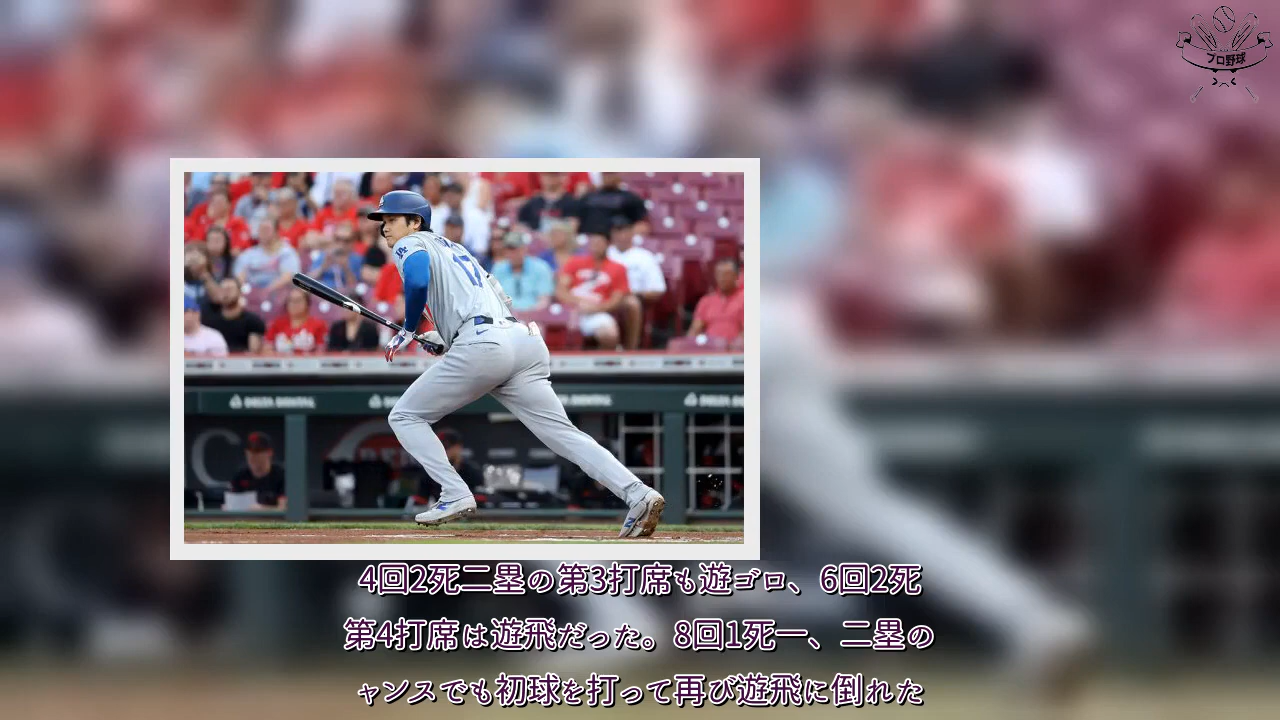 プロ野球
17
DELTA DENTAL
4回2死二塁の第3打席も遊ゴロ、6回2死
第4打席は遊飛だった。8回1死一、二塁の
ャンスでも初球を打って再び遊飛に倒れた